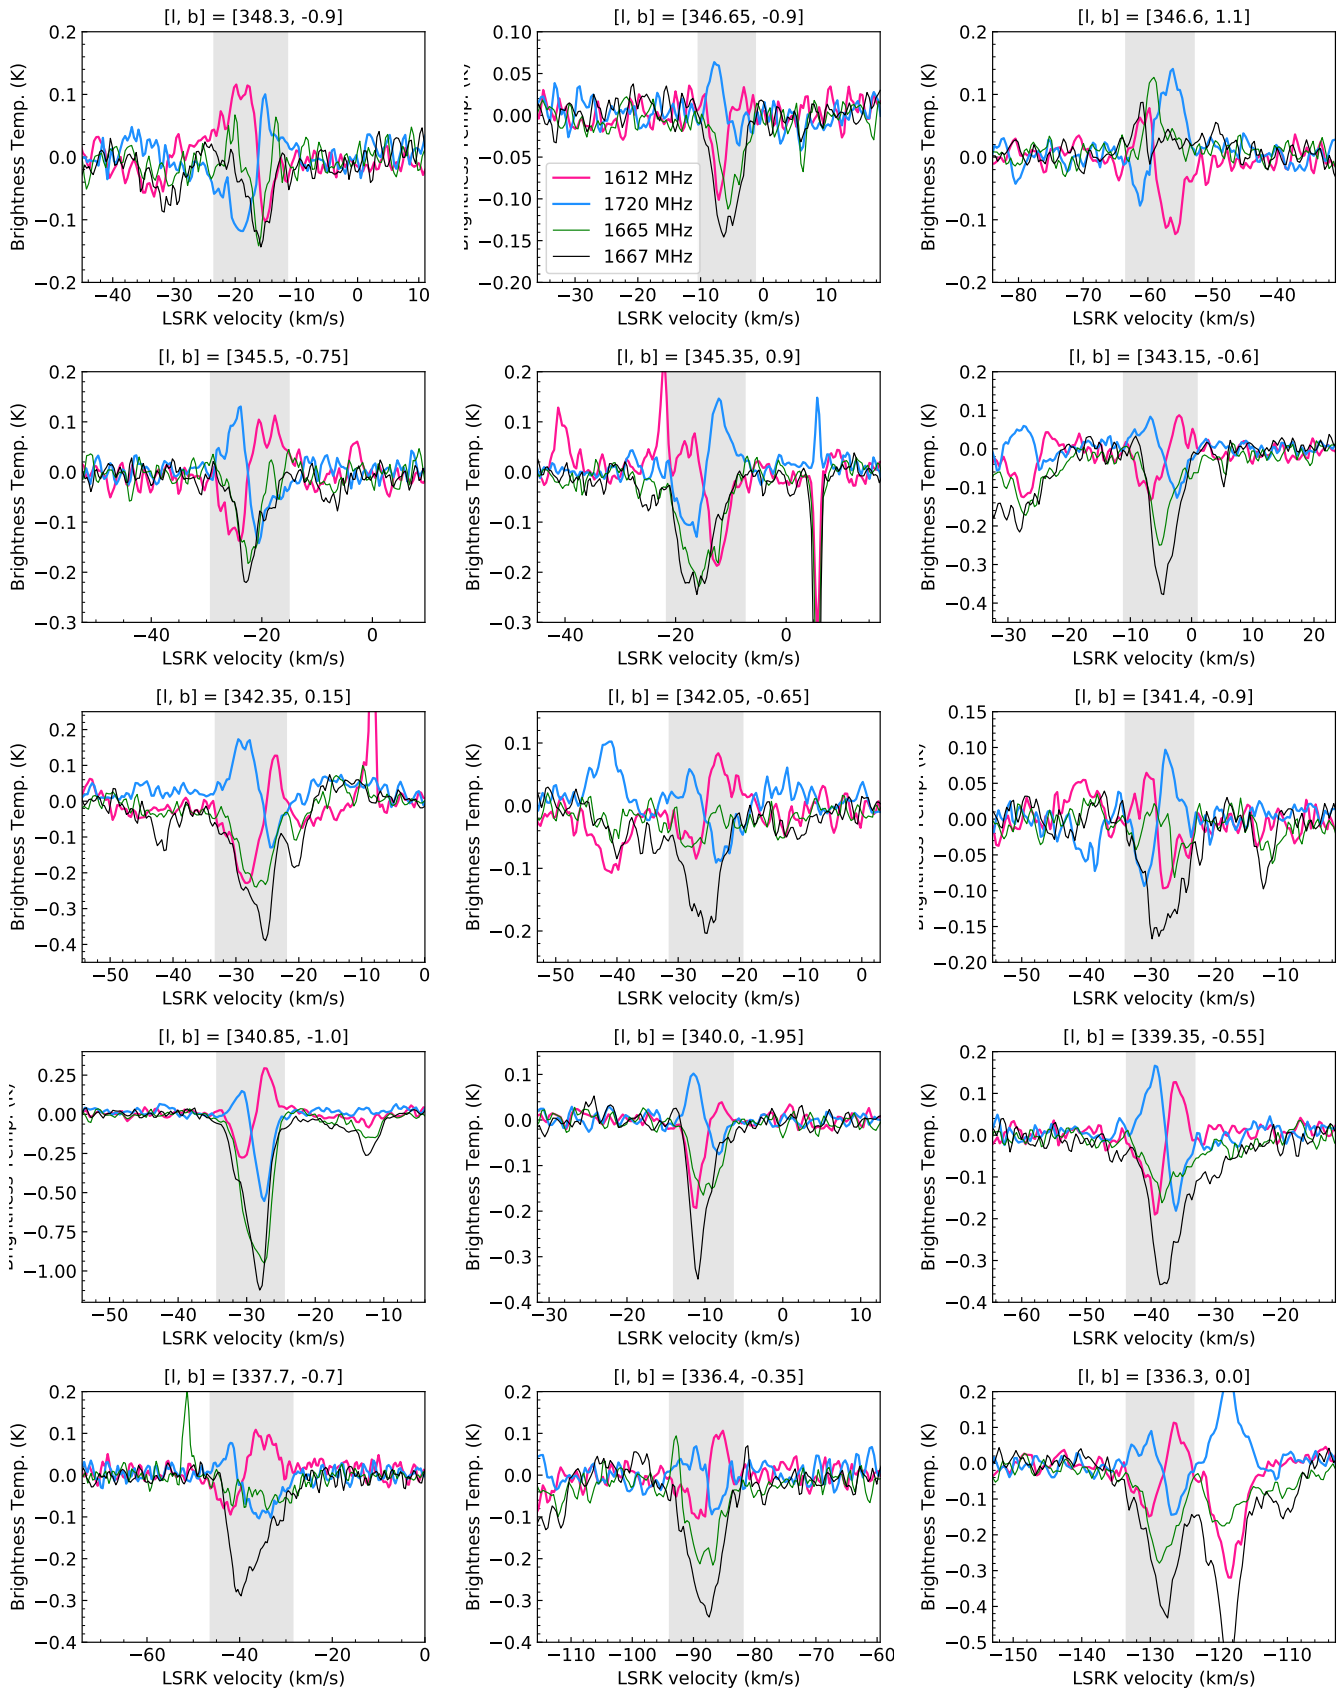 [l, b] = [348.3, -0.9]
0.2
0.1
0.0
−0.1
−0.2
Brightness Temp. (K)
−40 −30 −20 −10 0 10
LSRK velocity (km/s)
[l, b] = [346.65, -0.9]
0.10
0.05
0.00
−0.05
−0.10
−0.15
−0.20
Brightness Temp. (K)
1612 MHz
1720 MHz
1665 MHz
1667 MHz
−30 −20 −10 0 10
LSRK velocity (km/s)
[l, b] = [346.6, 1.1]
0.2
0.1
0.0
−0.1
−0.2
Brightness Temp. (K)
−80 −70 −60 −50 −40
LSRK velocity (km/s)
[l, b] = [345.5, -0.75]
0.2
0.1
0.0
−0.1
−0.2
−0.3
Brightness Temp. (K)
−40 −20 0
LSRK velocity (km/s)
[l, b] = [345.35, 0.9]
0.2
0.1
0.0
−0.1
−0.2
−0.3
Brightness Temp. (K)
−40 −20 0
LSRK velocity (km/s)
[l, b] = [343.15, -0.6]
0.2
0.1
0.0
−0.1
−0.2
−0.3
−0.4
Brightness Temp. (K)
−30 −20 −10 0 10 20
LSRK velocity (km/s)
[l, b] = [342.35, 0.15]
0.2
0.1
0.0
−0.1
−0.2
−0.3
−0.4
Brightness Temp. (K)
−50 −40 −30 −20 −10 0
LSRK velocity (km/s)
[l, b] = [342.05, -0.65]
0.1
0.0
−0.1
−0.2
Brightness Temp. (K)
−50 −40 −30 −20 −10 0
LSRK velocity (km/s)
[l, b] = [341.4, -0.9]
0.15
0.10
0.05
0.00
−0.05
−0.10
−0.15
−0.20
Brightness Temp. (K)
−50 −40 −30 −20 −10
LSRK velocity (km/s)
[l, b] = [340.85, -1.0]
0.25
0.00
−0.25
−0.50
−0.75
−1.00
Brightness Temp. (K)
−50 −40 −30 −20 −10
LSRK velocity (km/s)
[l, b] = [340.0, -1.95]
0.1
0.0
−0.1
−0.2
−0.3
−0.4
Brightness Temp. (K)
−30 −20 −10 0 10
LSRK velocity (km/s)
[l, b] = [339.35, -0.55]
0.2
0.1
0.0
−0.1
−0.2
−0.3
−0.4
Brightness Temp. (K)
−60 −50 −40 −30 −20 −10
LSRK velocity (km/s)
[l, b] = [337.7, -0.7]
0.2
0.1
0.0
−0.1
−0.2
−0.3
−0.4
Brightness Temp. (K)
−60 −40 −20 0
LSRK velocity (km/s)
[l, b] = [336.4, -0.35]
0.2
0.1
0.0
−0.1
−0.2
−0.3
−0.4
Brightness Temp. (K)
−110 −100 −90 −80 −70 −60
LSRK velocity (km/s)
[l, b] = [336.3, 0.0]
0.2
0.1
0.0
−0.1
−0.2
−0.3
−0.4
−0.5
Brightness Temp. (K)
−150 −140 −130 −120 −110
LSRK velocity (km/s)